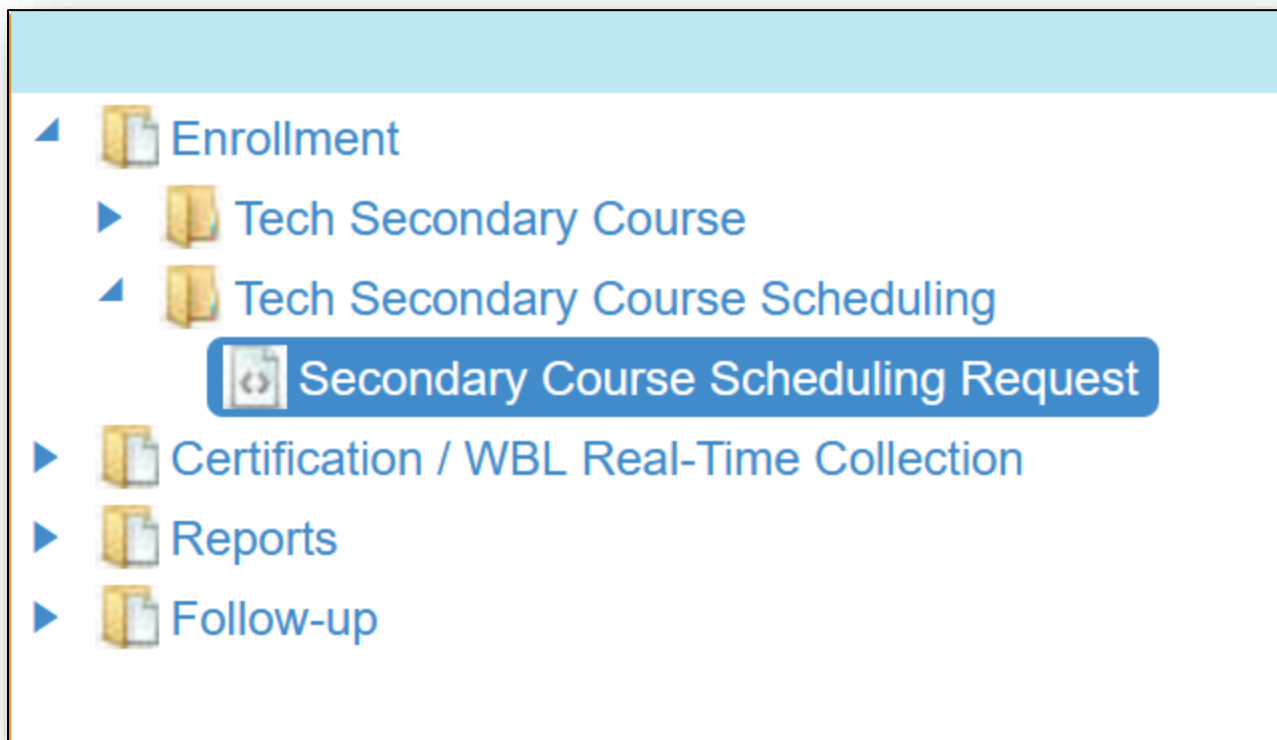 Enrollment
Tech Secondary Course
Tech Secondary Course Scheduling
Secondary Course Scheduling Request
Certification / WBL Real-Time Collection
Reports
Follow-up